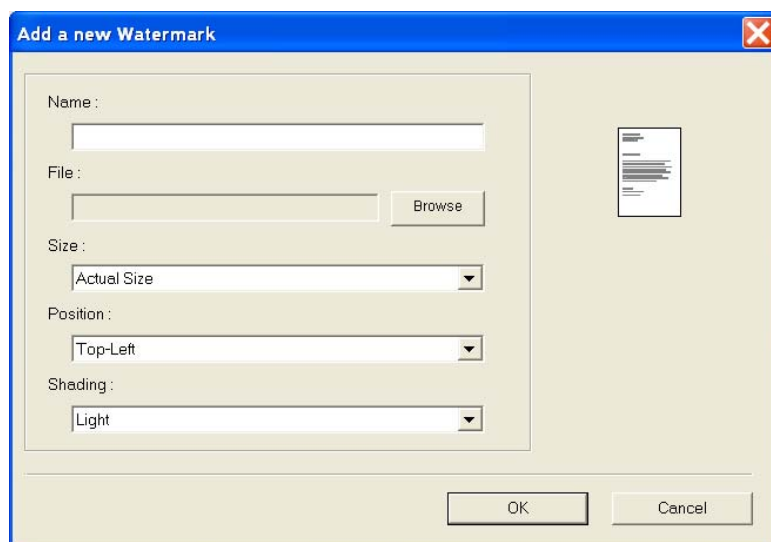 Add a new Watermark
Name :
File :
Browse
Size :
Actual Size
Position :
Top-Left
Shading :
Light
OK
Cancel